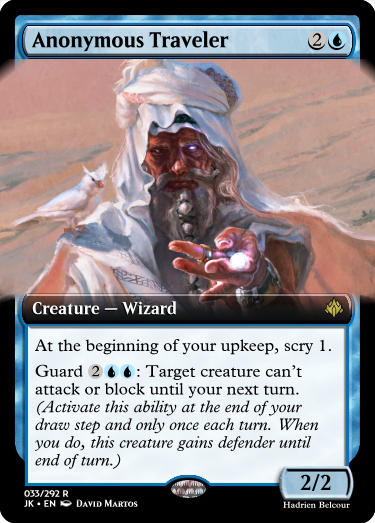 Anonymous Traveler 2
Creature — Wizard
At the beginning of your upkeep, scry 1.
Guard 2: Target creature can't
attack or block until your next turn.
(Activate this ability at the end of your
draw step and only once each turn. When
you do, this creature gains defender until
end of turn.)
2/2
033/292 R
JK • EN David Martos
Hadrien Belcour